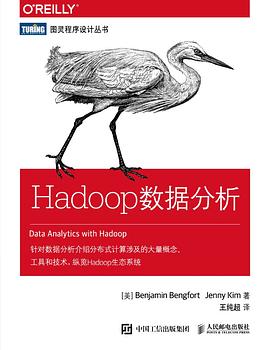 O'REILLY®
TURING 图灵程序设计丛书
Hadoop数据分析
Data Analytics with Hadoop
针对数据分析介绍分布式计算涉及的大量概念、
工具和技术,纵览Hadoop生态系统
[美] Benjamin Bengfort Jenny Kim 著
王纯超 译
中国工信出版集团 人民邮电出版社